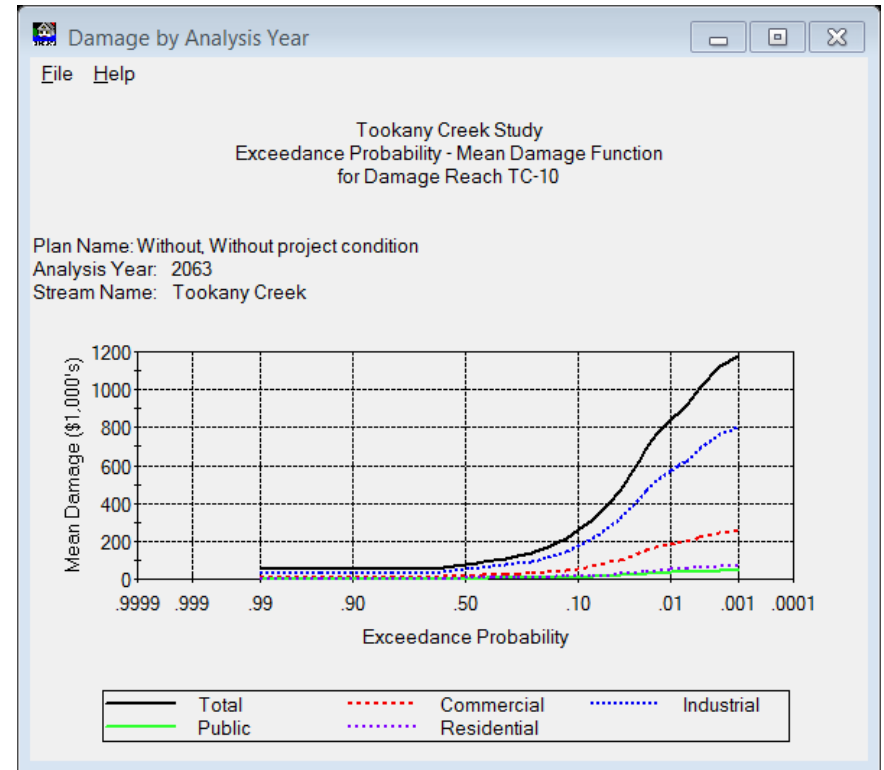 Damage by Analysis Year
File Help
Tookany Creek Study
Exceedance Probability - Mean Damage Function
for Damage Reach TC-10
Plan Name: Without, Without project condition
Analysis Year: 2063
Stream Name: Tookany Creek
Mean Damage ($1,000's)
1200
1000
800
600
400
200
0
.9999 .999 .99 .90 .50 .10 .01 .001 .0001
Exceedance Probability
Total Commercial Industrial
Public Residential